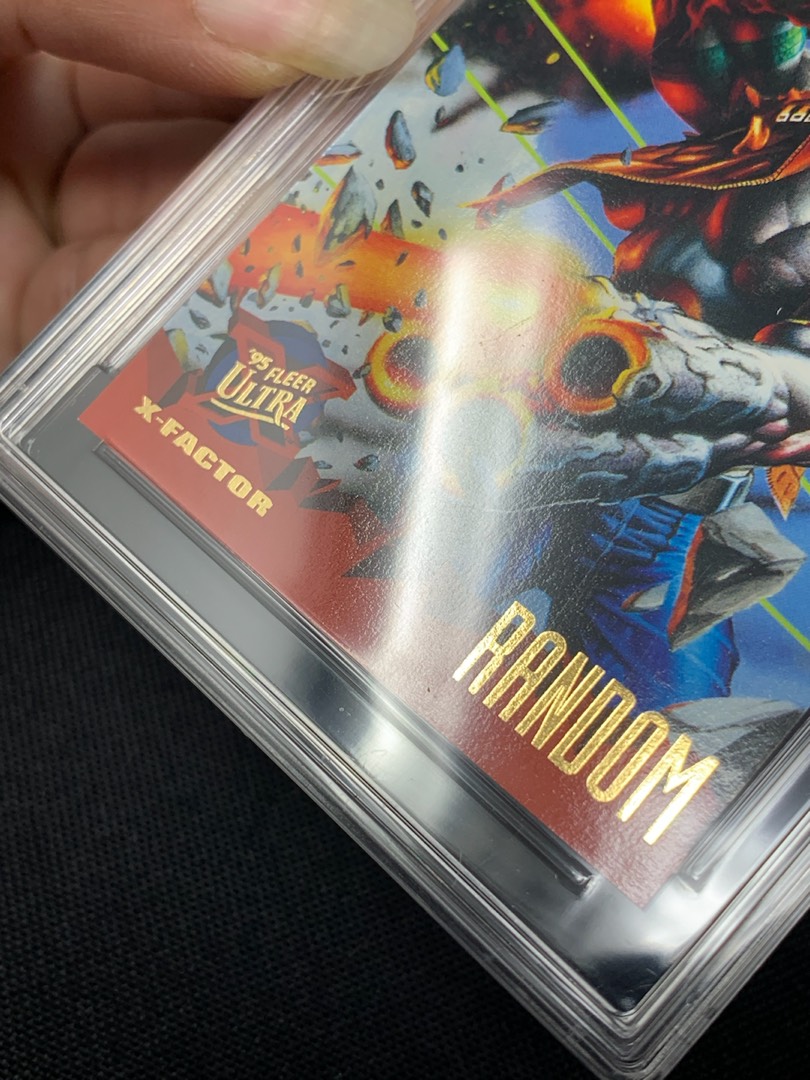 '95 FLEER
ULTRA
X-FACTOR
RANDOM